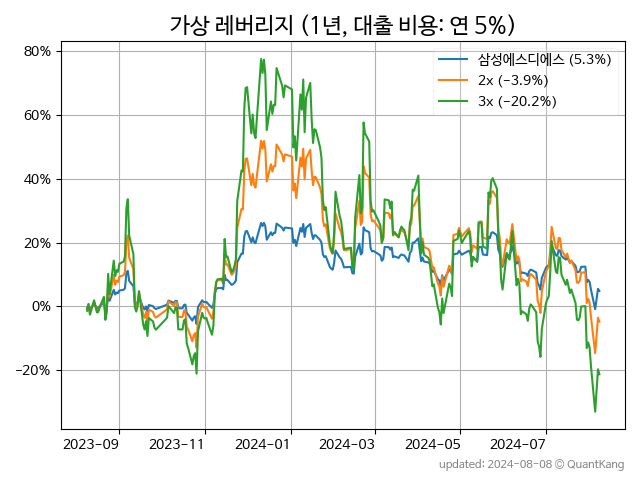 가상 레버리지 (1년, 대출 비용: 연 5%)
80%
60%
40%
20%
0%
−20%
삼성에스디에스 (5.3%)
2x (−3.9%)
3x (−20.2%)
2023-09
2023-11
2024-01
2024-03
2024-05
2024-07
updated: 2024-08-08 © QuantKang